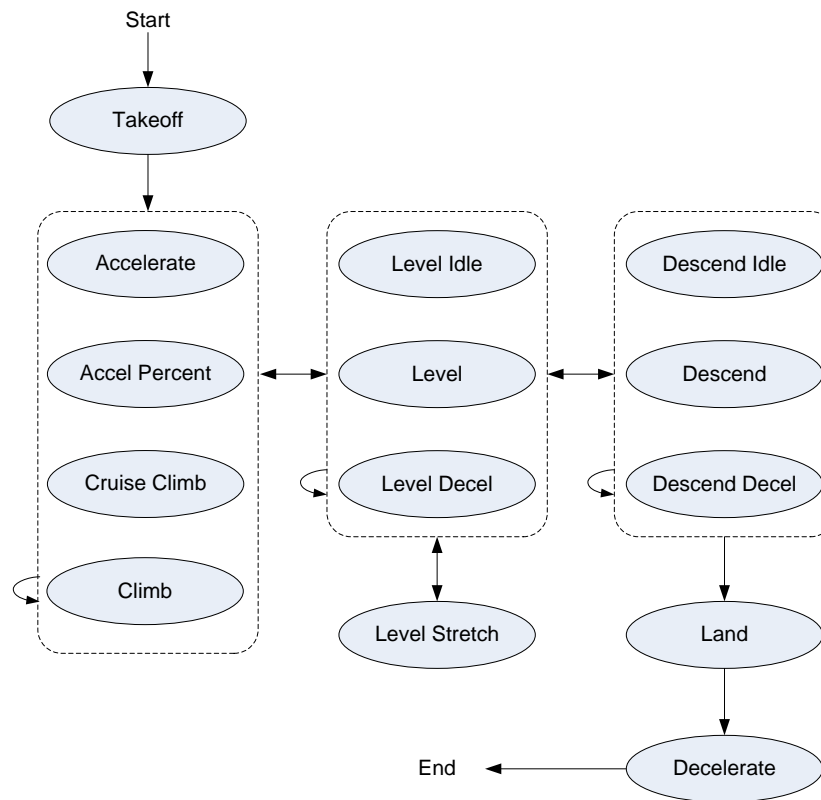 Start
Takeoff
Accelerate
Accel Percent
Cruise Climb
Climb
Level Idle
Level
Level Decel
Level Stretch
Descend Idle
Descend
Descend Decel
Land
Decelerate
End